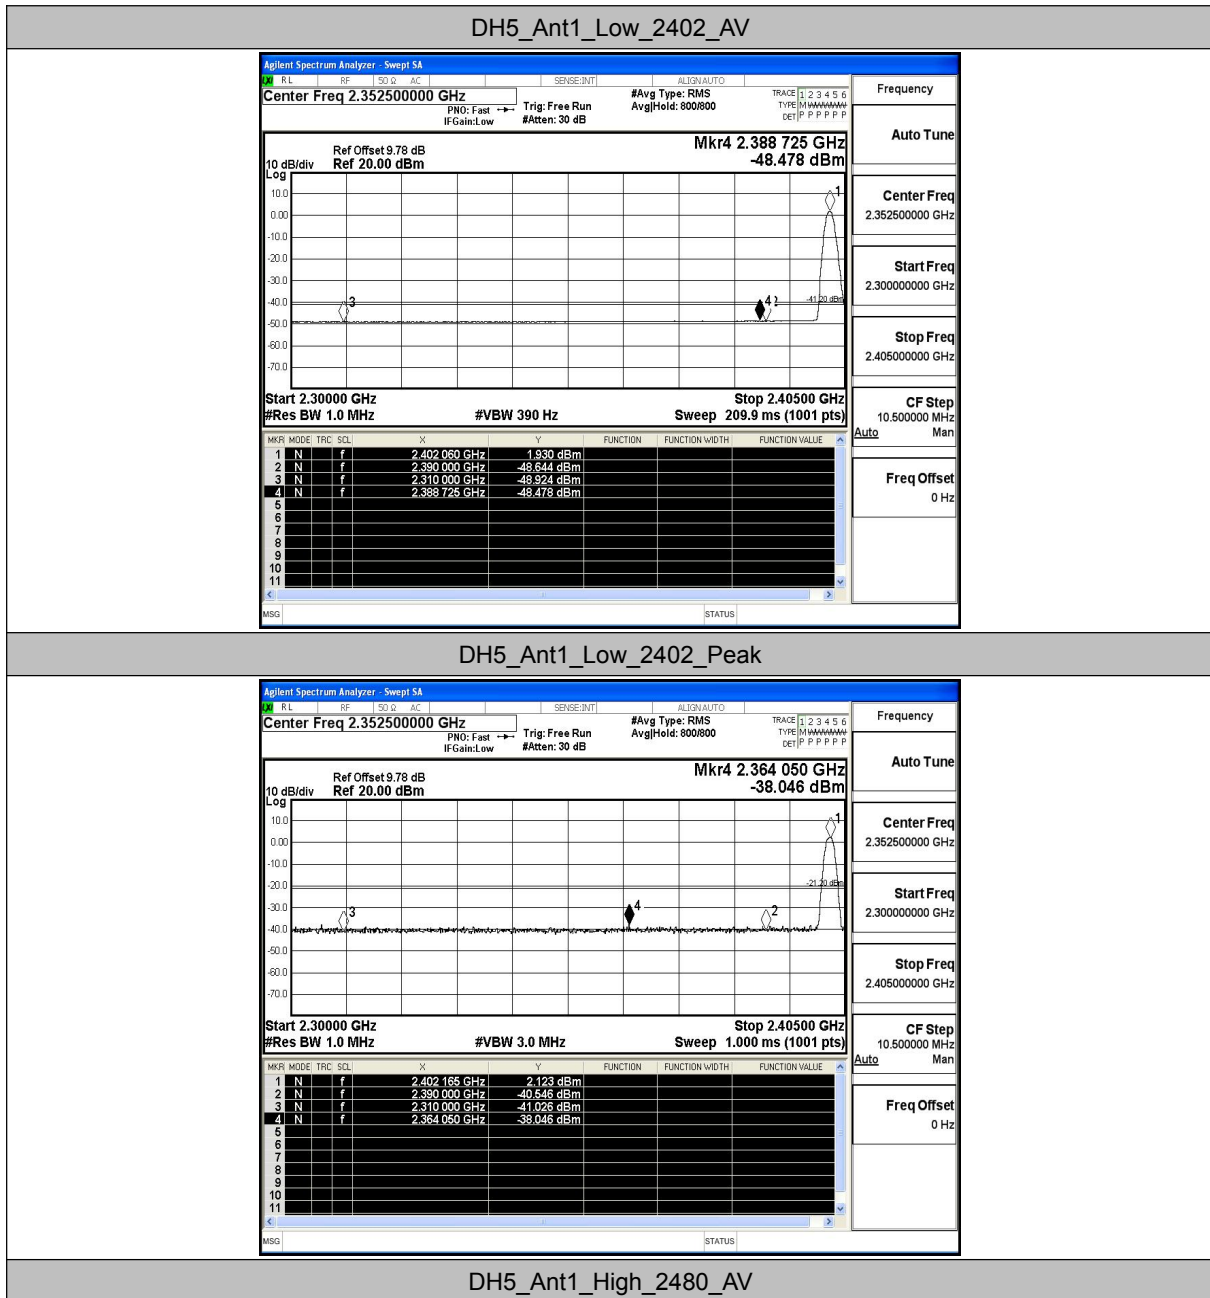 DH5_Ant1_Low_2402_AV
Agilent Spectrum Analyzer - Swept SA
RL RF 50 Ω AC SENSE:INT ALIGNAUTO
Center Freq 2.352500000 GHz
PNO: Fast
IFGain:Low
Trig: Free Run
#Atten: 30 dB
#Avg Type: RMS
Avg|Hold: 800/800
TRACE 1 2 3 4 5 6
TYPE M
DET P P P P P P
Frequency
Auto Tune
Center Freq
2.352500000 GHz
Start Freq
2.300000000 GHz
Stop Freq
2.405000000 GHz
CF Step
10.500000 MHz
Auto Man
Freq Offset
0 Hz
Mkr4 2.388 725 GHz
-48.478 dBm
Ref Offset 9.78 dB
10 dB/div Ref 20.00 dBm
Log
10.0
0.00
-10.0
-20.0
-30.0
-40.0
-50.0
-60.0
-70.0
1
3
4
-41.20 dBm
Start 2.30000 GHz Stop 2.40500 GHz
#Res BW 1.0 MHz #VBW 390 Hz Sweep 209.9 ms (1001 pts)
MKR MODE TRC SCL X Y FUNCTION FUNCTION WIDTH FUNCTION VALUE
1 N f 2.402 060 GHz 1.930 dBm
2 N f 2.390 000 GHz -48.644 dBm
3 N f 2.310 000 GHz -48.924 dBm
4 N f 2.388 725 GHz -48.478 dBm
5
6
7
8
9
10
11
MSG STATUS
DH5_Ant1_Low_2402_Peak
Agilent Spectrum Analyzer - Swept SA
RL RF 50 Ω AC SENSE:INT ALIGNAUTO
Center Freq 2.352500000 GHz
PNO: Fast
IFGain:Low
Trig: Free Run
#Atten: 30 dB
#Avg Type: RMS
Avg|Hold: 800/800
TRACE 1 2 3 4 5 6
TYPE M
DET P P P P P P
Frequency
Auto Tune
Center Freq
2.352500000 GHz
Start Freq
2.300000000 GHz
Stop Freq
2.405000000 GHz
CF Step
10.500000 MHz
Auto Man
Freq Offset
0 Hz
Mkr4 2.364 050 GHz
-38.046 dBm
Ref Offset 9.78 dB
10 dB/div Ref 20.00 dBm
Log
10.0
0.00
-10.0
-20.0
-30.0
-40.0
-50.0
-60.0
-70.0
1
-21.20 dBm
3
4
2
Start 2.30000 GHz Stop 2.40500 GHz
#Res BW 1.0 MHz #VBW 3.0 MHz Sweep 1.000 ms (1001 pts)
MKR MODE TRC SCL X Y FUNCTION FUNCTION WIDTH FUNCTION VALUE
1 N f 2.402 165 GHz 2.123 dBm
2 N f 2.390 000 GHz -40.546 dBm
3 N f 2.310 000 GHz -41.026 dBm
4 N f 2.364 050 GHz -38.046 dBm
5
6
7
8
9
10
11
MSG STATUS
DH5_Ant1_High_2480_AV